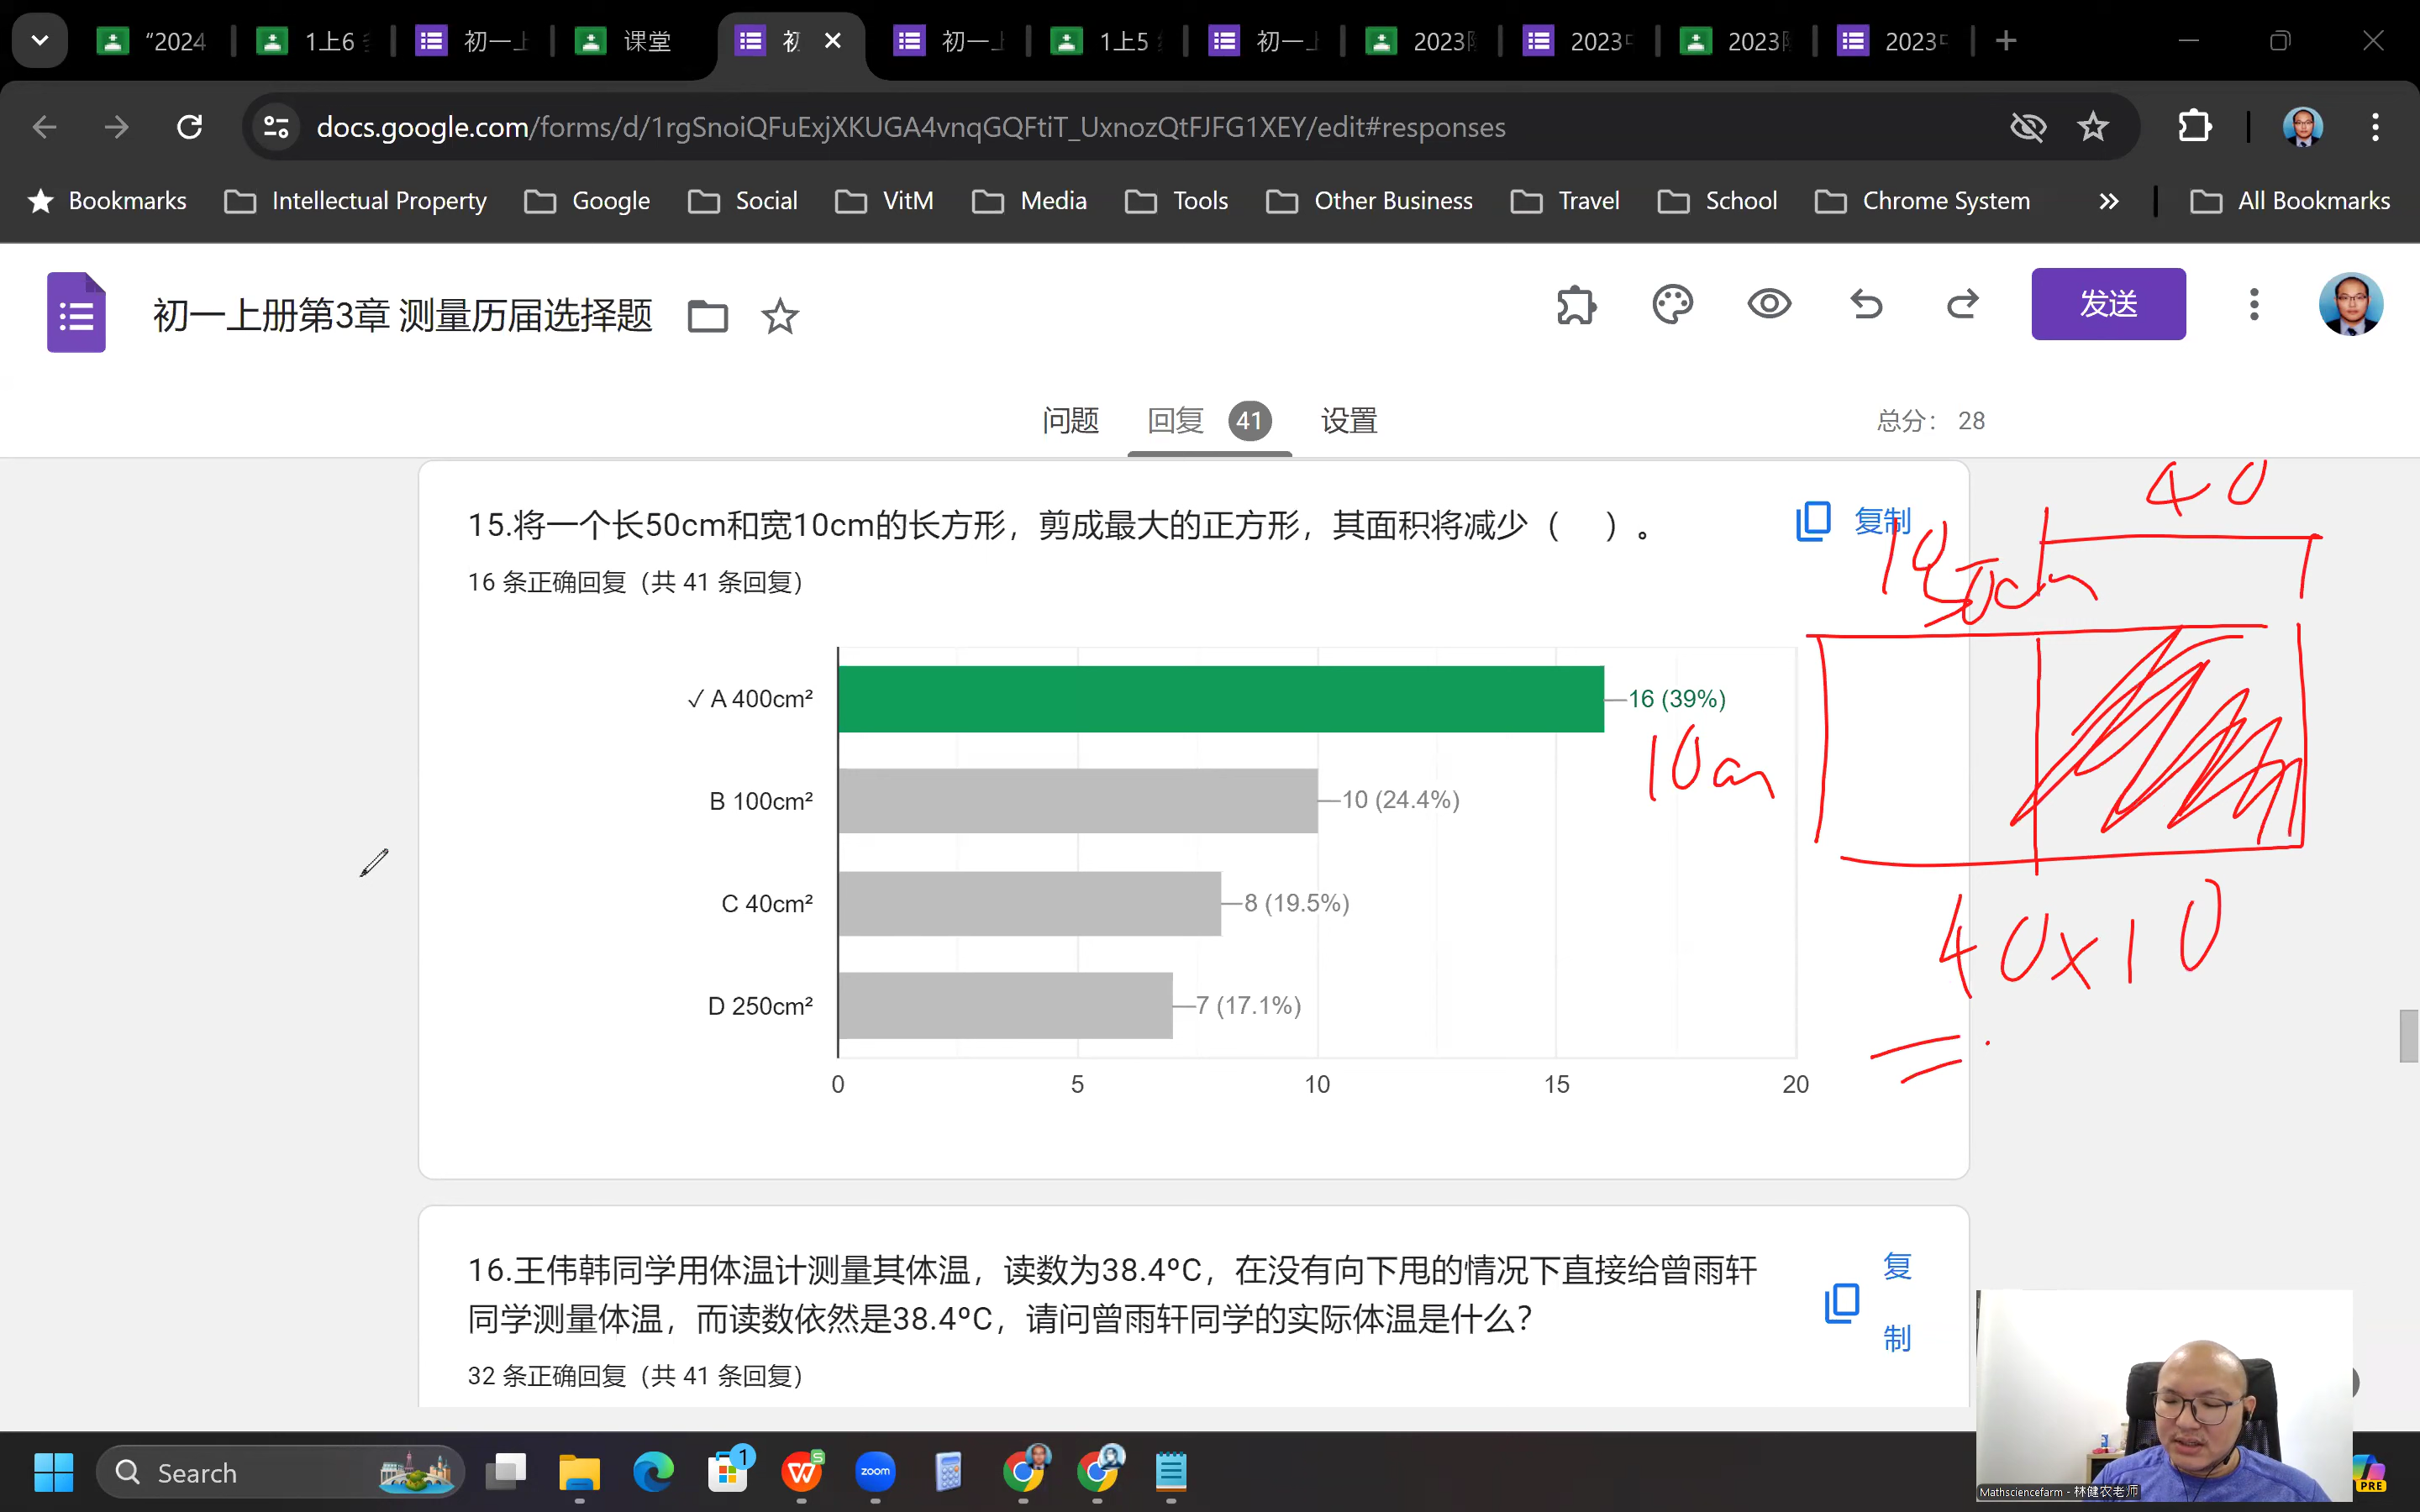 “2024
1上6
初一上
课堂
初
初一上
1上5
初一上
2023
2023
2023
2023
docs.google.com/forms/d/1rgSnoiQFuExjXKUGA4vnqGQFtiT_UxnozQtFJFG1XEY/edit#responses
Bookmarks
Intellectual Property
Google
Social
VitM
Media
Tools
Other Business
Travel
School
Chrome System
All Bookmarks
初一上册第3章 测量历届选择题
发送
问题
回复 41
设置
总分： 28
15.将一个长50cm和宽10cm的长方形，剪成最大的正方形，其面积将减少（ ）。
复制
16 条正确回复（共 41 条回复）
✓ A 400cm²
16 (39%)
B 100cm²
10 (24.4%)
C 40cm²
8 (19.5%)
D 250cm²
7 (17.1%)
0 5 10 15 20
40
10
50cm
10cm
40x10
=
16.王伟韩同学用体温计测量其体温，读数为38.4ºC，在没有向下甩的情况下直接给曾雨轩
同学测量体温，而读数依然是38.4ºC，请问曾雨轩同学的实际体温是什么？
复
制
32 条正确回复（共 41 条回复）
Search
1
zoom
PRE
Mathsciencefarm - 林健农老师